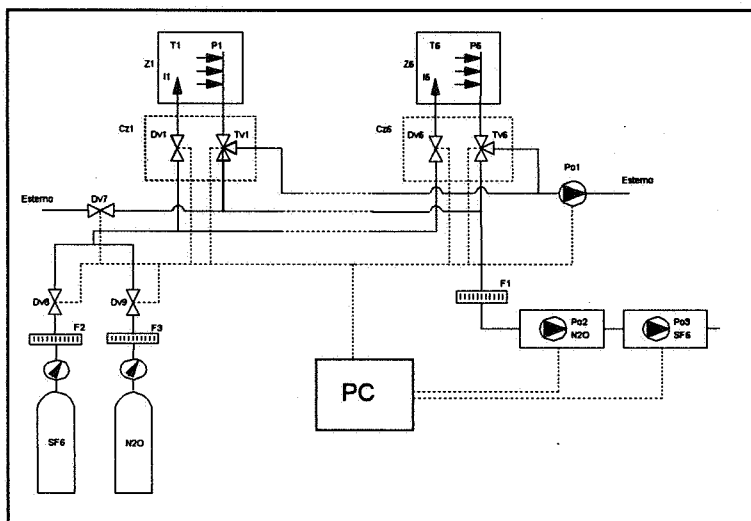 T1 P1
Z1
I1
T6 P6
Z6
I6
Cz1
Dv1 Tv1
Cz6
Dv6 Tv6
Po1
Esterno
Esterno
Dv7
Dv8
Dv9
F1
F2
F3
Po2
N2O
Po3
SF6
PC
SF6
N2O